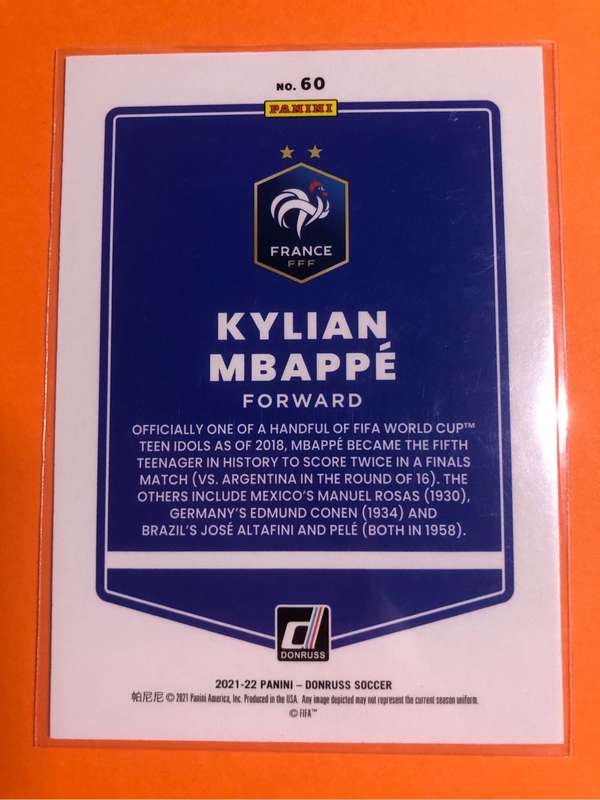 NO. 60
PANINI
FRANCE
FFF
KYLIAN
MBAPPÉ
FORWARD
OFFICIALLY ONE OF A HANDFUL OF FIFA WORLD CUP™
TEEN IDOLS AS OF 2018, MBAPPÉ BECAME THE FIFTH
TEENAGER IN HISTORY TO SCORE TWICE IN A FINALS
MATCH (VS. ARGENTINA IN THE ROUND OF 16). THE
OTHERS INCLUDE MEXICO'S MANUEL ROSAS (1930),
GERMANY'S EDMUND CONEN (1934) AND
BRAZIL'S JOSÉ ALTAFINI AND PELÉ (BOTH IN 1958).
d
DONRUSS
2021-22 PANINI – DONRUSS SOCCER
帕尼尼 © 2021 Panini America, Inc. Produced in the USA. Any image depicted may not represent the current season uniform.
© FIFA™